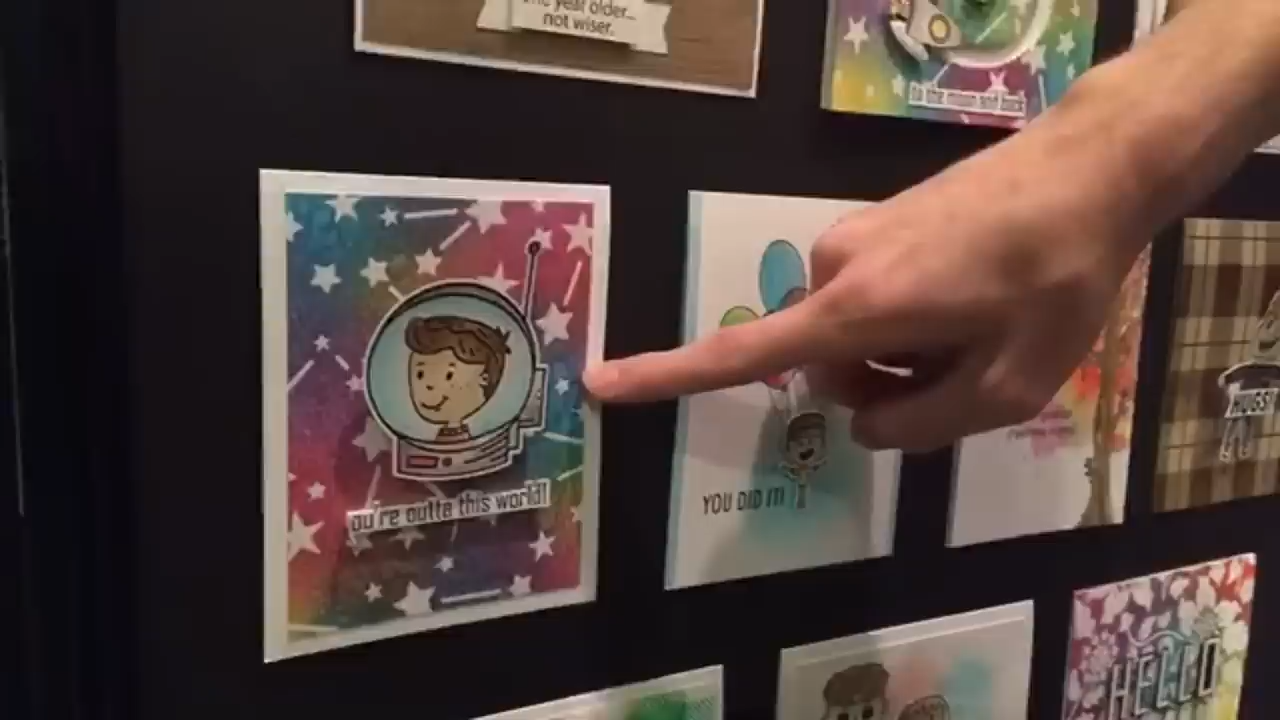 one year older...
not wiser.
to the moon and back
ou're outta this world!
YOU DID IT!
HUGS
HELLO